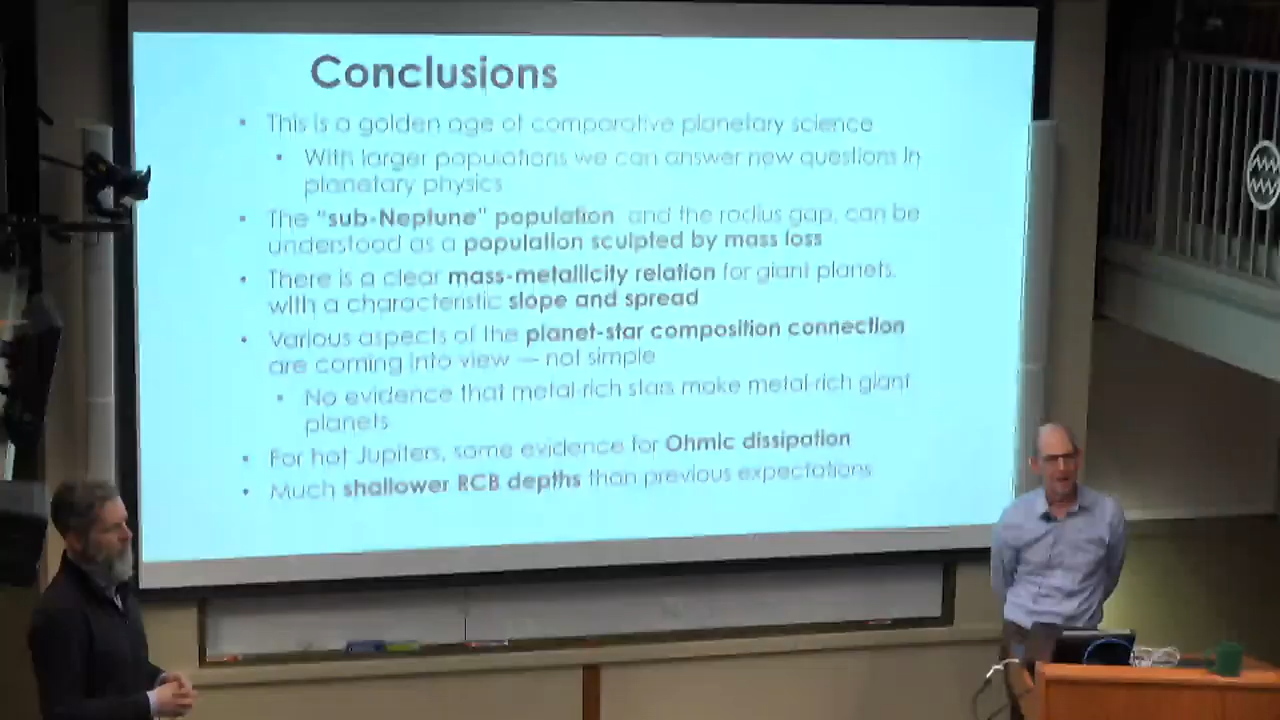 Conclusions
• This is a golden age of comparative planetary science
• With larger populations we can answer new questions in
planetary physics
• The "sub-Neptune" population, and the radius gap, can be
understood as a population sculpted by mass loss
• There is a clear mass-metallicity relation for giant planets,
with a characteristic slope and spread
• Various aspects of the planet-star composition connection
are coming into view — not simple
• No evidence that metal-rich stars make metal-rich giant
planets
• For hot Jupiters, some evidence for Ohmic dissipation
• Much shallower RCB depths than previous expectations